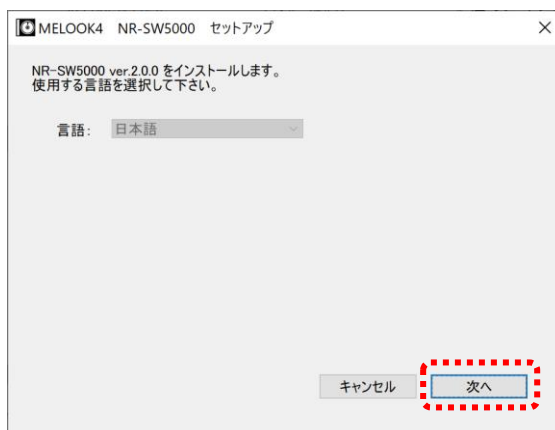 MELOOK4 NR-SW5000 セットアップ
NR-SW5000 ver.2.0.0 をインストールします。
使用する言語を選択して下さい。
言語: 日本語
キャンセル 次へ